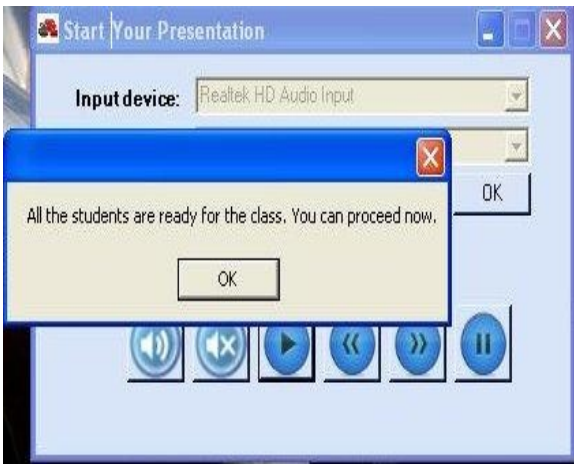 Start Your Presentation
Input device:
Realtek HD Audio Input
OK
All the students are ready for the class. You can proceed now.
OK